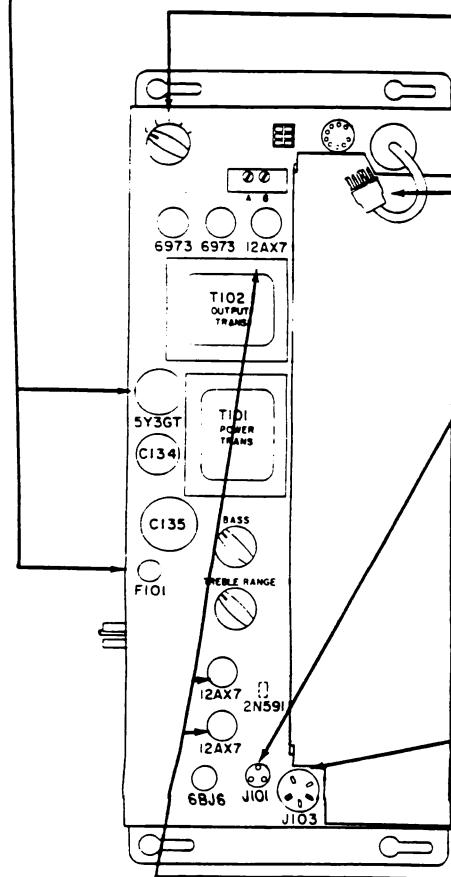 A B
6973 6973 12AX7
T102
OUTPUT
TRANS
T101
POWER
TRANS
5Y3GT
C134
C135
BASS
F101
TREBLE RANGE
12AX7
2N591
12AX7
6BJ6 J101
J103